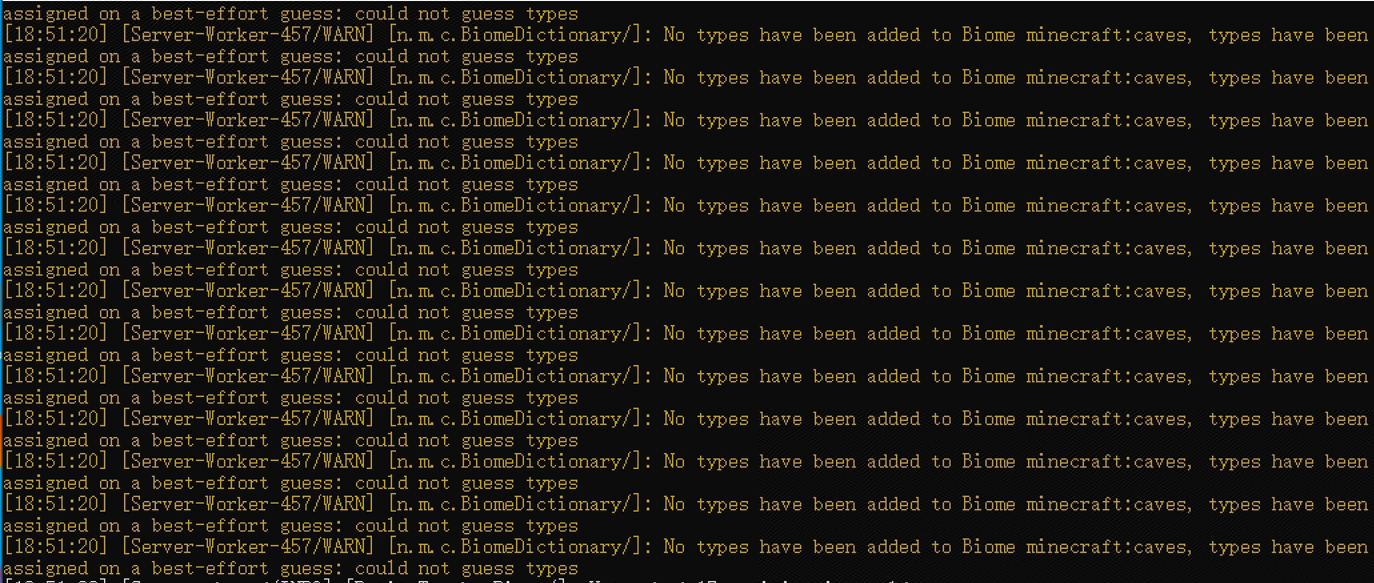 assigned on a best-effort guess: could not guess types
[18:51:20] [Server-Worker-457/WARN] [n.m.c.BiomeDictionary/]: No types have been added to Biome minecraft:caves, types have been
assigned on a best-effort guess: could not guess types
[18:51:20] [Server-Worker-457/WARN] [n.m.c.BiomeDictionary/]: No types have been added to Biome minecraft:caves, types have been
assigned on a best-effort guess: could not guess types
[18:51:20] [Server-Worker-457/WARN] [n.m.c.BiomeDictionary/]: No types have been added to Biome minecraft:caves, types have been
assigned on a best-effort guess: could not guess types
[18:51:20] [Server-Worker-457/WARN] [n.m.c.BiomeDictionary/]: No types have been added to Biome minecraft:caves, types have been
assigned on a best-effort guess: could not guess types
[18:51:20] [Server-Worker-457/WARN] [n.m.c.BiomeDictionary/]: No types have been added to Biome minecraft:caves, types have been
assigned on a best-effort guess: could not guess types
[18:51:20] [Server-Worker-457/WARN] [n.m.c.BiomeDictionary/]: No types have been added to Biome minecraft:caves, types have been
assigned on a best-effort guess: could not guess types
[18:51:20] [Server-Worker-457/WARN] [n.m.c.BiomeDictionary/]: No types have been added to Biome minecraft:caves, types have been
assigned on a best-effort guess: could not guess types
[18:51:20] [Server-Worker-457/WARN] [n.m.c.BiomeDictionary/]: No types have been added to Biome minecraft:caves, types have been
assigned on a best-effort guess: could not guess types
[18:51:20] [Server-Worker-457/WARN] [n.m.c.BiomeDictionary/]: No types have been added to Biome minecraft:caves, types have been
assigned on a best-effort guess: could not guess types
[18:51:20] [Server-Worker-457/WARN] [n.m.c.BiomeDictionary/]: No types have been added to Biome minecraft:caves, types have been
assigned on a best-effort guess: could not guess types
[18:51:20] [Server-Worker-457/WARN] [n.m.c.BiomeDictionary/]: No types have been added to Biome minecraft:caves, types have been
assigned on a best-effort guess: could not guess types
[18:51:20] [Server-Worker-457/WARN] [n.m.c.BiomeDictionary/]: No types have been added to Biome minecraft:caves, types have been
assigned on a best-effort guess: could not guess types
[18:51:20] [Server-Worker-457/WARN] [n.m.c.BiomeDictionary/]: No types have been added to Biome minecraft:caves, types have been
assigned on a best-effort guess: could not guess types